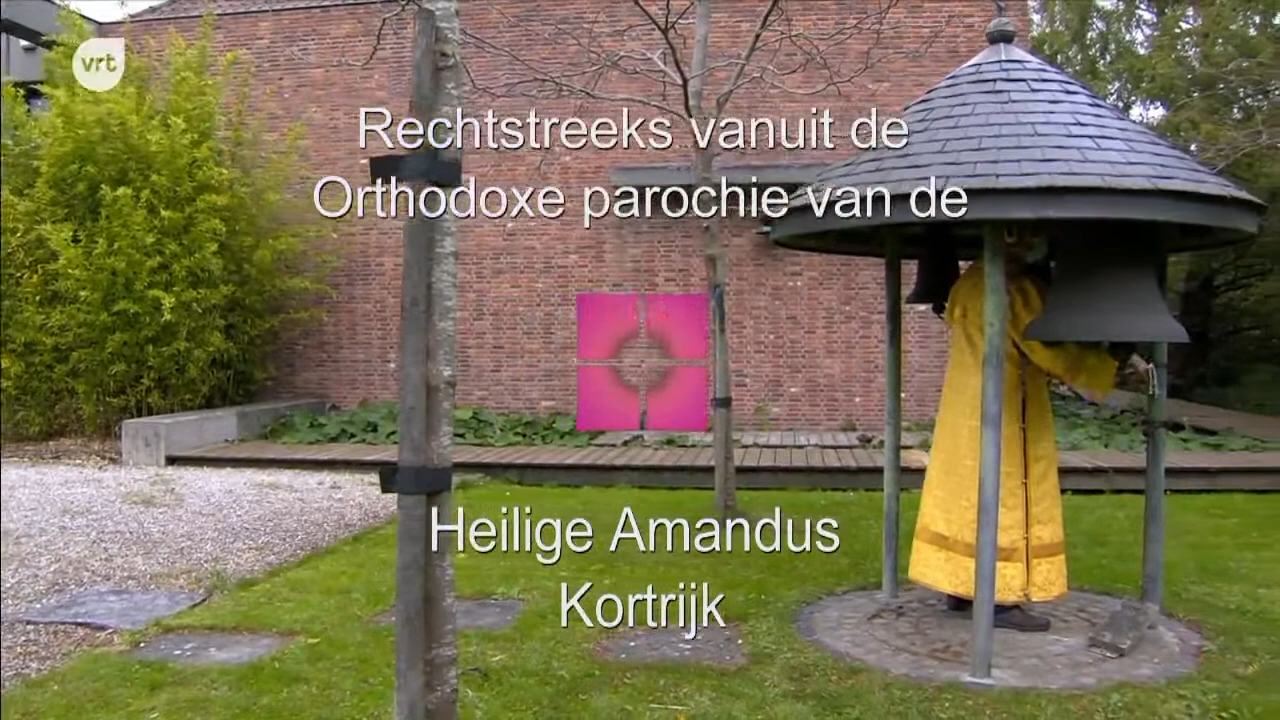 vrt
Rechtstreeks vanuit de
Orthodoxe parochie van de
Heilige Amandus
Kortrijk